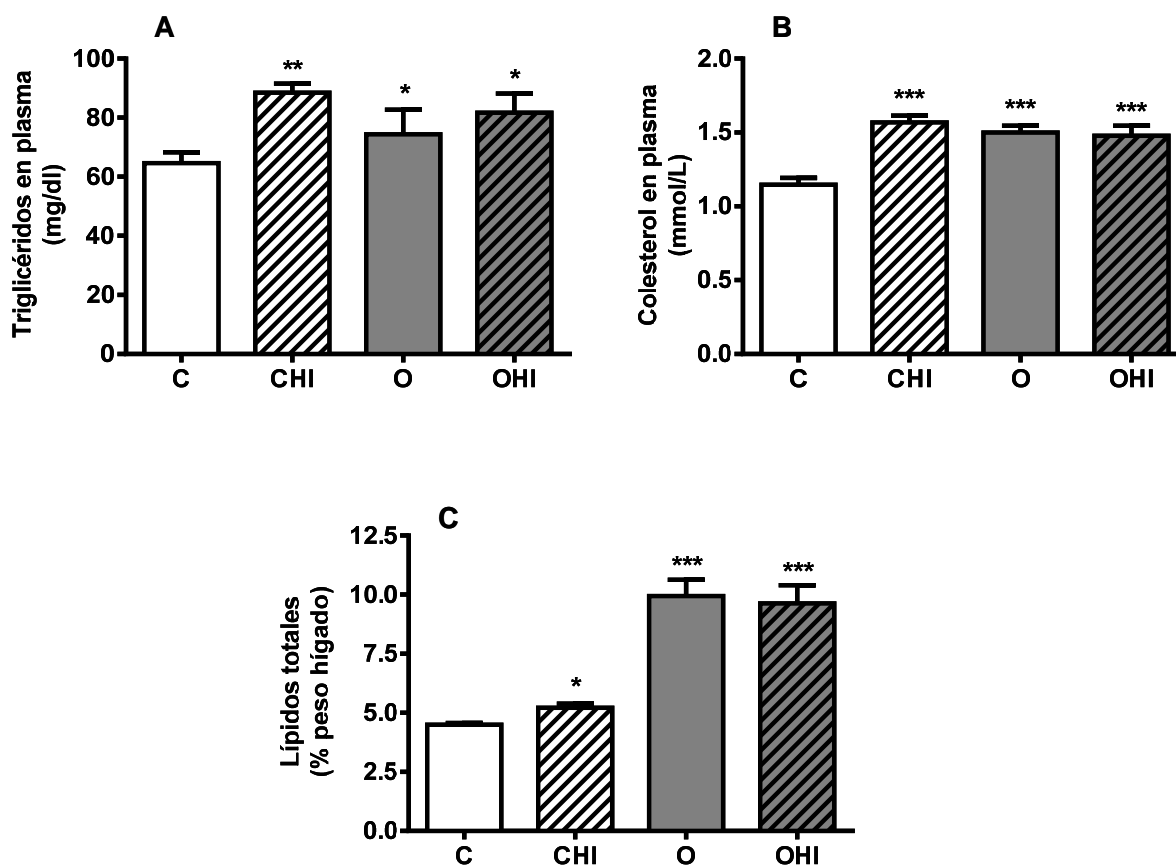 A
Triglicéridos en plasma
(mg/dl)
100
80
60
40
20
0
**
*
*
C CHI O OHI
B
Colesterol en plasma
(mmol/L)
2.0
1.5
1.0
0.5
0.0
*** *** ***
C CHI O OHI
C
Lípidos totales
(% peso hígado)
12.5
10.0
7.5
5.0
2.5
0.0
*
*** ***
C CHI O OHI